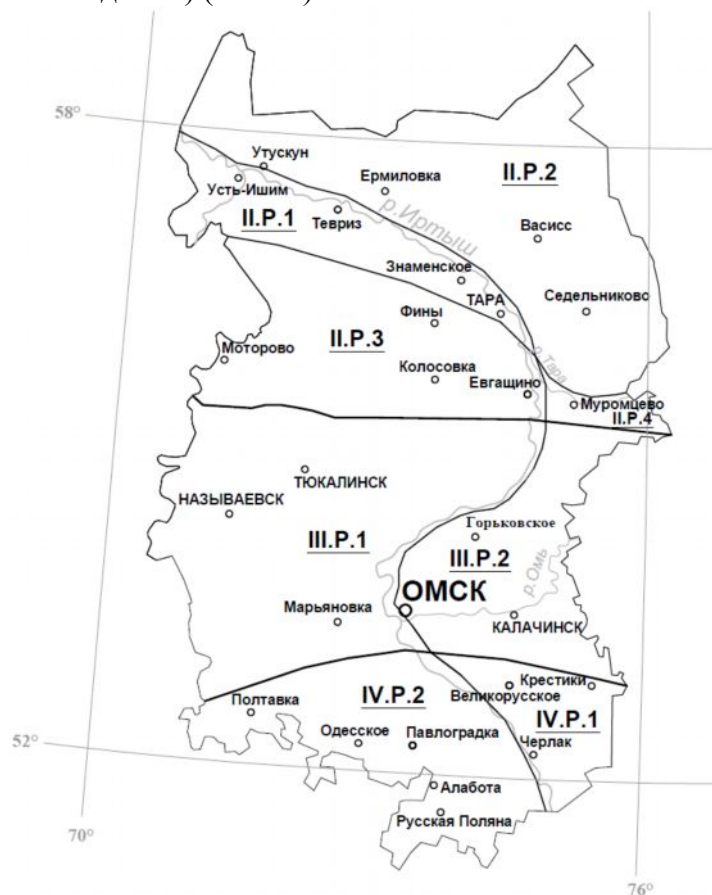 58°
Утускун
Усть-Ишим
Ермиловка
II.P.2
II.P.1
Тевриз
р.Иртыш
Васисс
Знаменское
ТАРА
Седельниково
Фины
II.P.3
Моторово
р. Тара
Колосовка
Евгащино
Муромцево
II.P.4
ТЮКАЛИНСК
НАЗЫВАЕВСК
Горьковское
III.P.1
III.P.2
р.Омь
ОМСК
Марьяновка
КАЛАЧИНСК
IV.P.2
Крестики
Великорусское
Полтавка
IV.P.1
52°
Одесское
Павлоградка
Черлак
Алабота
Русская Поляна
70°
76°